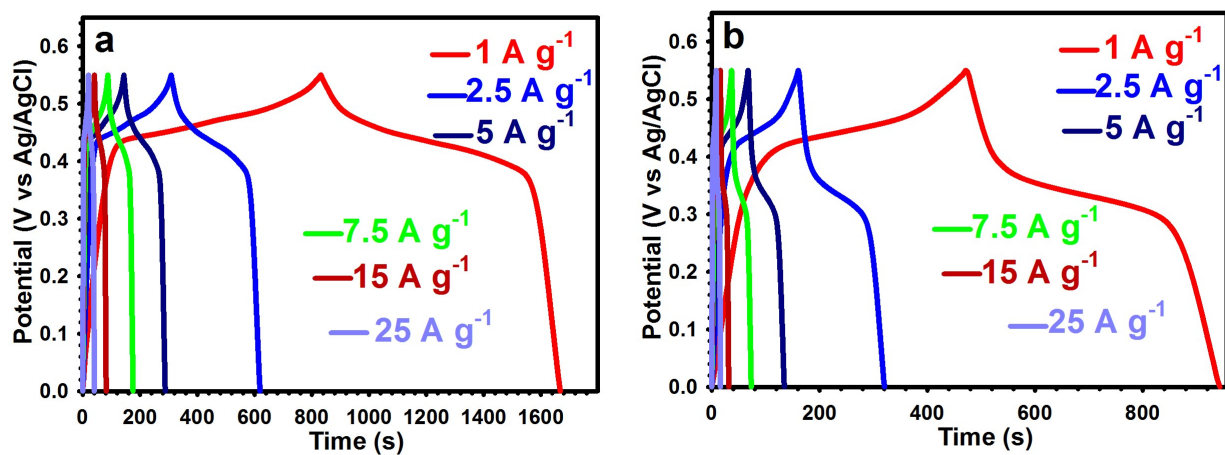 a
1 A g⁻¹
2.5 A g⁻¹
5 A g⁻¹
7.5 A g⁻¹
15 A g⁻¹
25 A g⁻¹
Potential (V vs Ag/AgCl)
0.6
0.5
0.4
0.3
0.2
0.1
0.0
0 200 400 600 800 1000 1200 1400 1600
Time (s)
b
1 A g⁻¹
2.5 A g⁻¹
5 A g⁻¹
7.5 A g⁻¹
15 A g⁻¹
25 A g⁻¹
Potential (V vs Ag/AgCl)
0.6
0.5
0.4
0.3
0.2
0.1
0.0
0 200 400 600 800
Time (s)